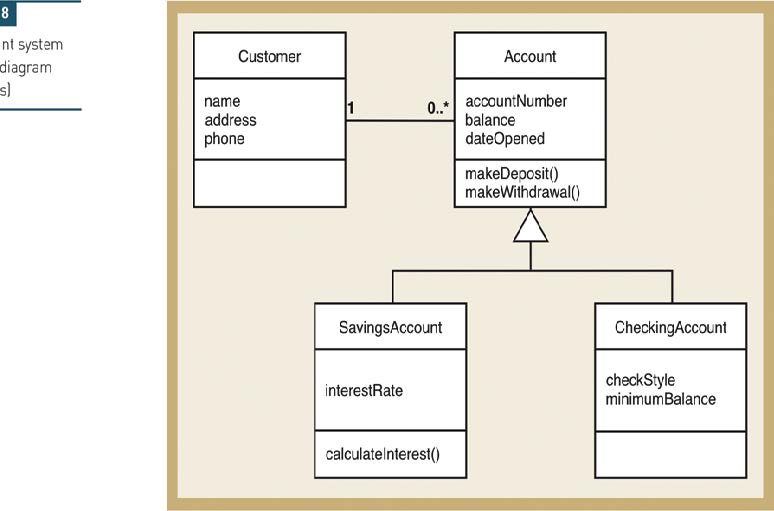 8
nt system
diagram
s)
Customer
name
address
phone
1
0..*
Account
accountNumber
balance
dateOpened
makeDeposit()
makeWithdrawal()
SavingsAccount
interestRate
calculateInterest()
CheckingAccount
checkStyle
minimumBalance